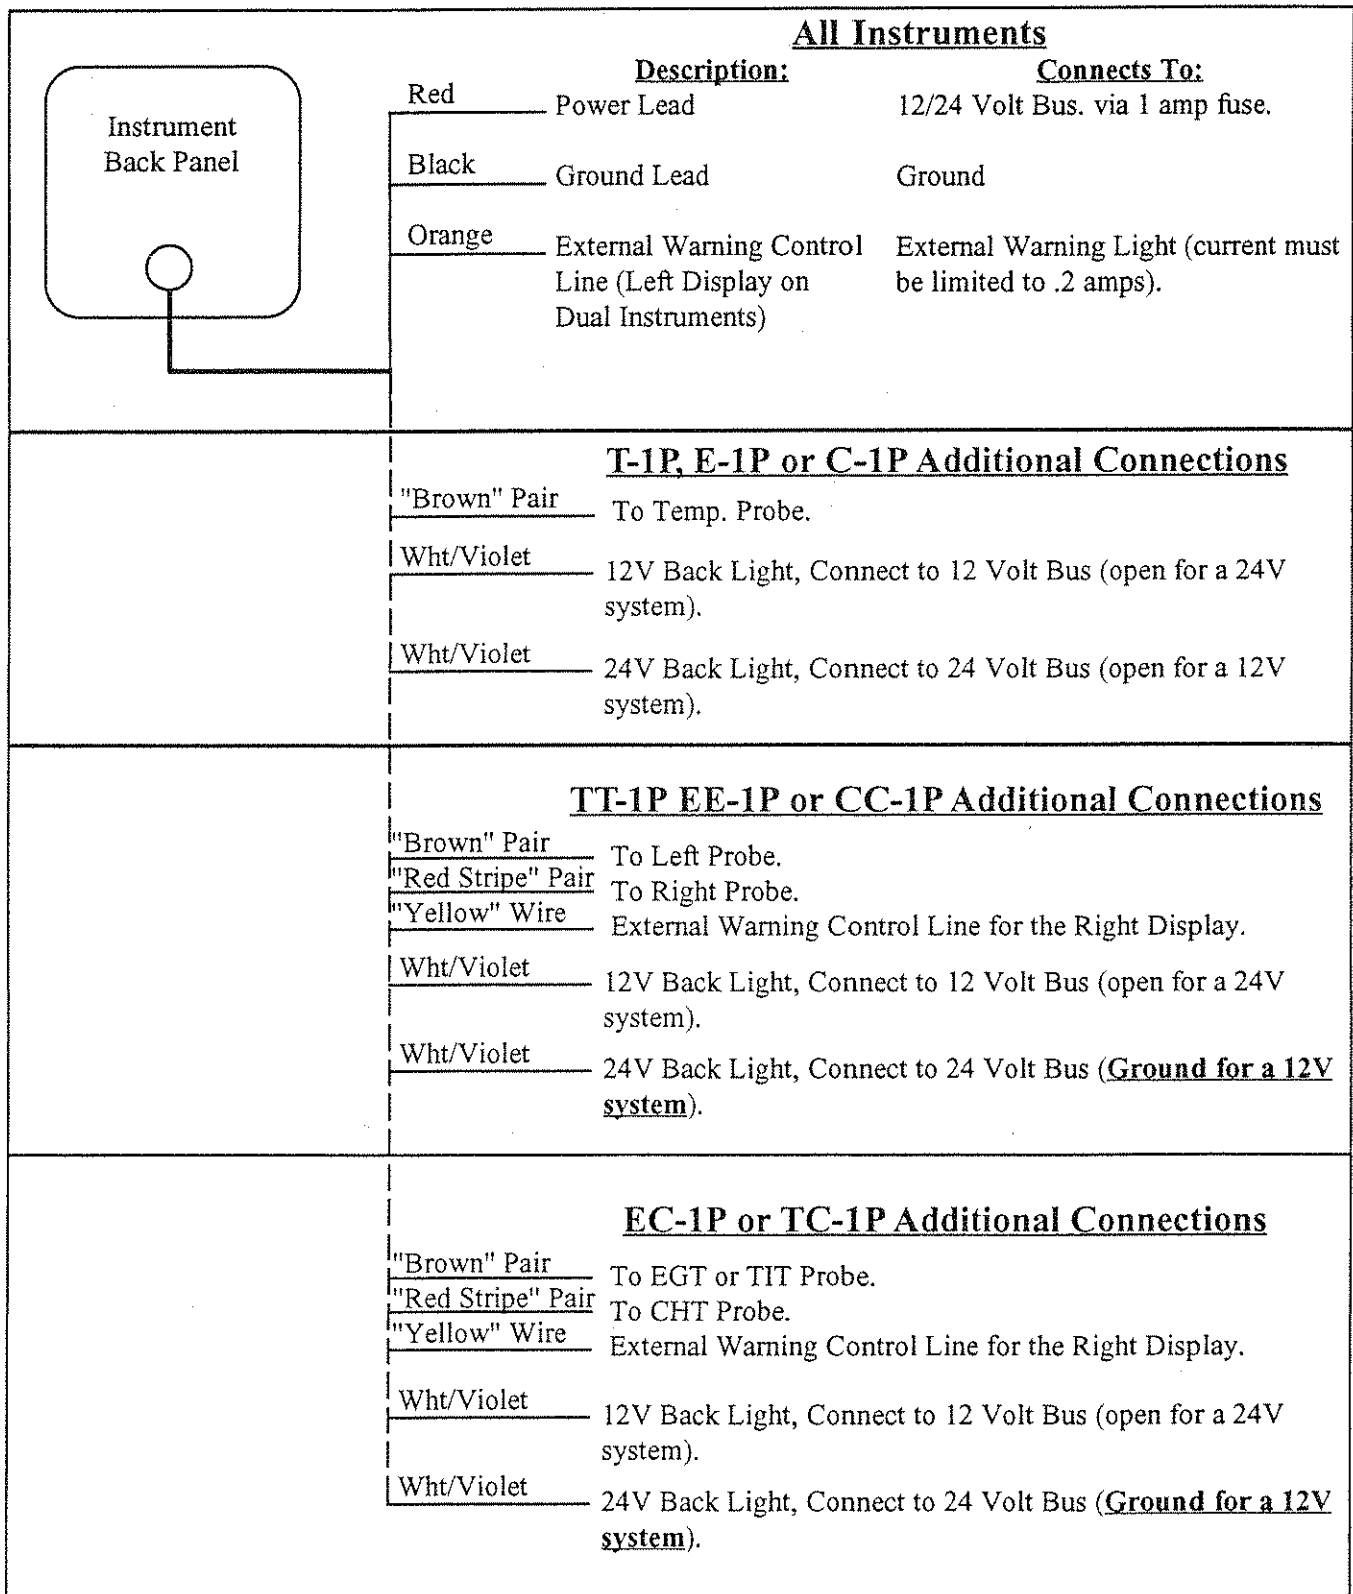 All Instruments
Description: Connects To:
Instrument
Back Panel
Red Power Lead 12/24 Volt Bus. via 1 amp fuse.
Black Ground Lead Ground
Orange External Warning Control External Warning Light (current must
Line (Left Display on be limited to .2 amps).
Dual Instruments)
T-1P, E-1P or C-1P Additional Connections
"Brown" Pair To Temp. Probe.
Wht/Violet 12V Back Light, Connect to 12 Volt Bus (open for a 24V
system).
Wht/Violet 24V Back Light, Connect to 24 Volt Bus (open for a 12V
system).
TT-1P EE-1P or CC-1P Additional Connections
"Brown" Pair To Left Probe.
"Red Stripe" Pair To Right Probe.
"Yellow" Wire External Warning Control Line for the Right Display.
Wht/Violet 12V Back Light, Connect to 12 Volt Bus (open for a 24V
system).
Wht/Violet 24V Back Light, Connect to 24 Volt Bus (Ground for a 12V
system).
EC-1P or TC-1P Additional Connections
"Brown" Pair To EGT or TIT Probe.
"Red Stripe" Pair To CHT Probe.
"Yellow" Wire External Warning Control Line for the Right Display.
Wht/Violet 12V Back Light, Connect to 12 Volt Bus (open for a 24V
system).
Wht/Violet 24V Back Light, Connect to 24 Volt Bus (Ground for a 12V
system).